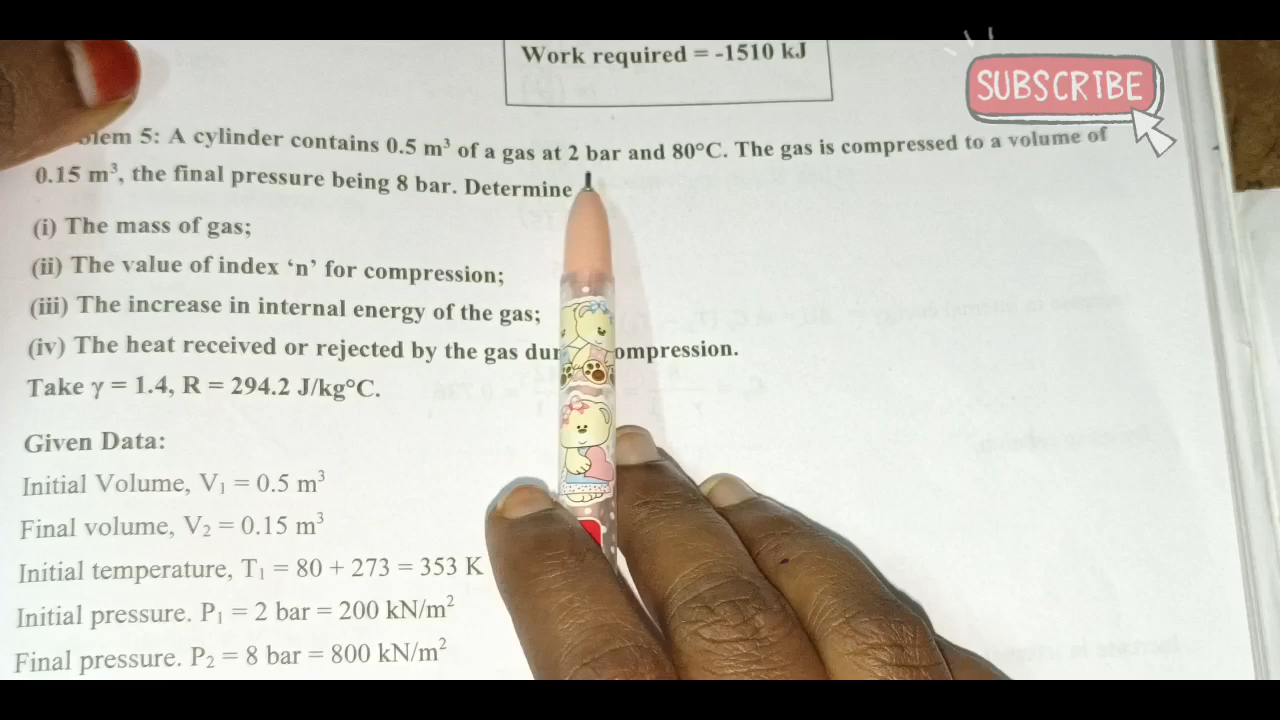 Work required = -1510 kJ
SUBSCRIBE
5: A cylinder contains 0.5 m³ of a gas at 2 bar and 80°C. The gas is compressed to a volume of
0.15 m³, the final pressure being 8 bar. Determine
(i) The mass of gas;
(ii) The value of index ‘n’ for compression;
(iii) The increase in internal energy of the gas;
(iv) The heat received or rejected by the gas
Take γ = 1.4, R = 294.2 J/kg°C.
Given Data:
Initial Volume, V₁ = 0.5 m³
Final volume, V₂ = 0.15 m³
Initial temperature, T₁ = 80 + 273 = 353 K
Initial pressure. P₁ = 2 bar = 200 kN/m²
Final pressure. P₂ = 8 bar = 800 kN/m²